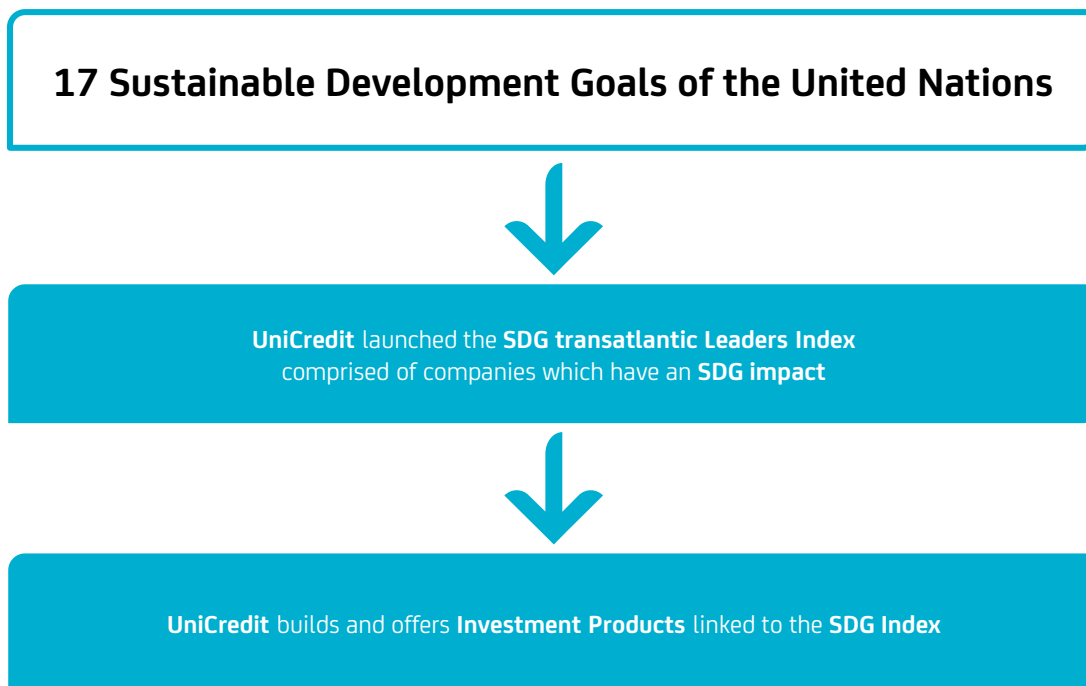 17 Sustainable Development Goals of the United Nations
UniCredit launched the SDG transatlantic Leaders Index
comprised of companies which have an SDG impact
UniCredit builds and offers Investment Products linked to the SDG Index